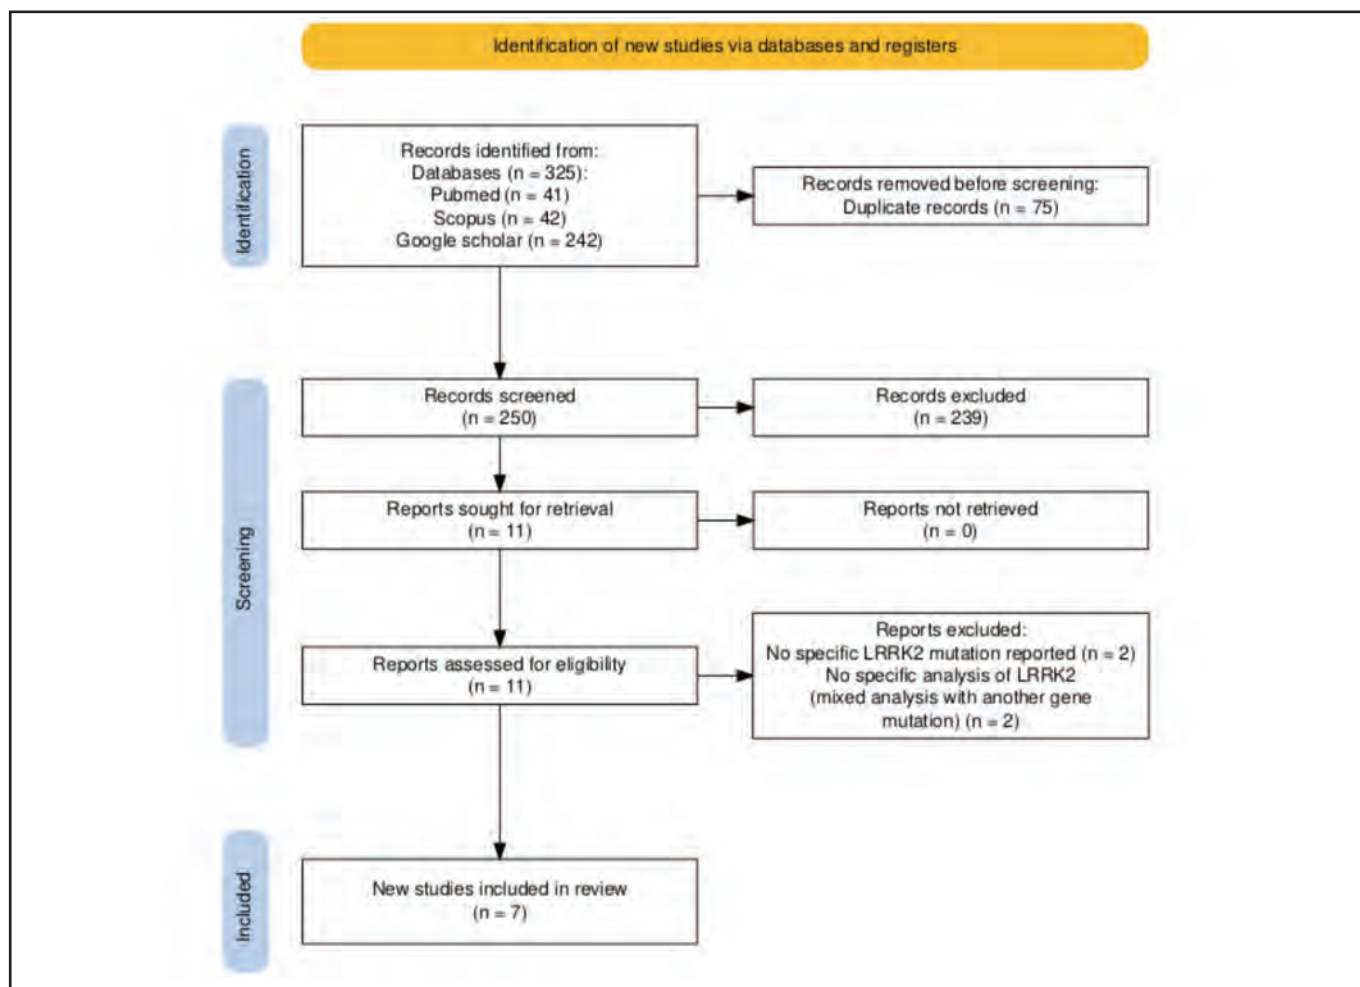 Identification of new studies via databases and registers
Identification
Records identified from:
Databases (n = 325):
Pubmed (n = 41)
Scopus (n = 42)
Google scholar (n = 242)
Records removed before screening:
Duplicate records (n = 75)
Screening
Records screened
(n = 250)
Records excluded
(n = 239)
Reports sought for retrieval
(n = 11)
Reports not retrieved
(n = 0)
Reports assessed for eligibility
(n = 11)
Reports excluded:
No specific LRRK2 mutation reported (n = 2)
No specific analysis of LRRK2
(mixed analysis with another gene
mutation) (n = 2)
Included
New studies included in review
(n = 7)